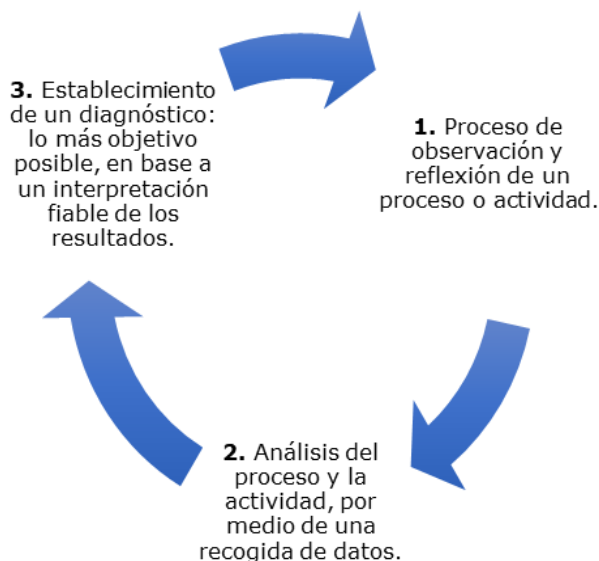 1. Proceso de
observación y
reflexión de un
proceso o actividad.
2. Análisis del
proceso y la
actividad, por
medio de una
recogida de datos.
3. Establecimiento
de un diagnóstico:
lo más objetivo
posible, en base a
un interpretación
fiable de los
resultados.